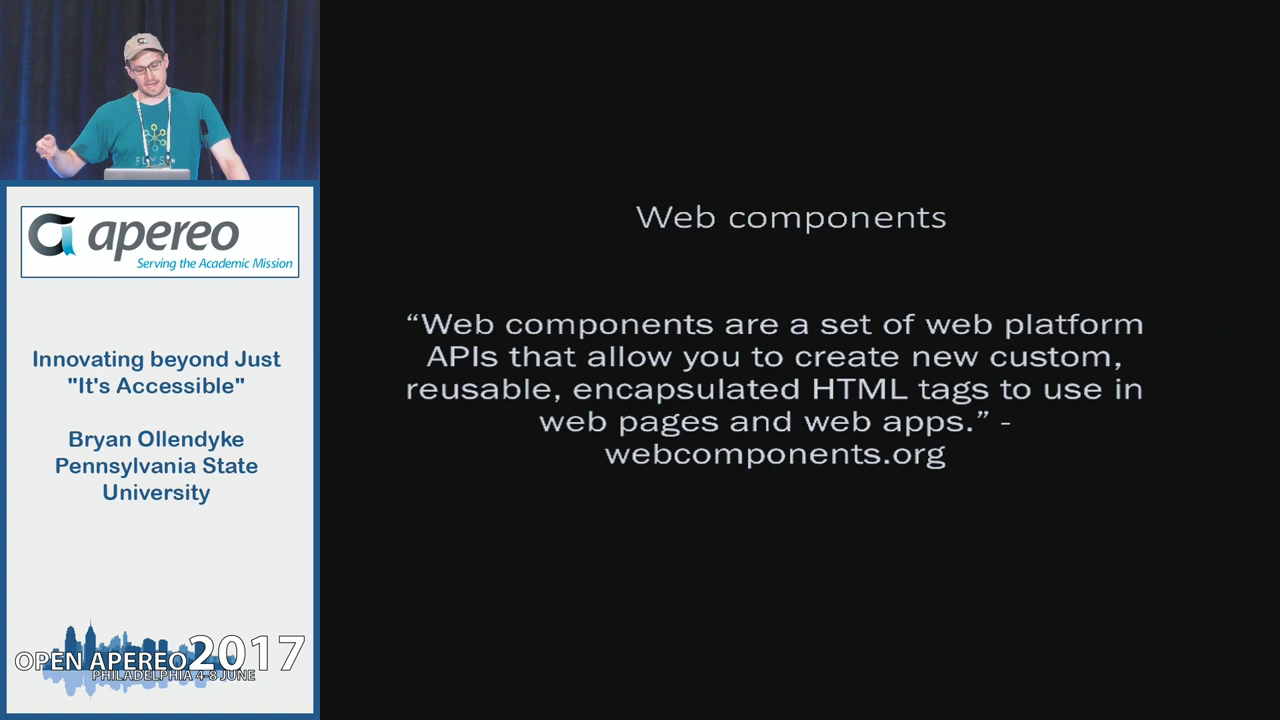 apereo
Serving the Academic Mission
Innovating beyond Just
"It's Accessible"
Bryan Ollendyke
Pennsylvania State
University
OPEN APEREO 2017
PHILADELPHIA 4-8 JUNE
Web components
“Web components are a set of web platform
APIs that allow you to create new custom,
reusable, encapsulated HTML tags to use in
web pages and web apps.” -
webcomponents.org